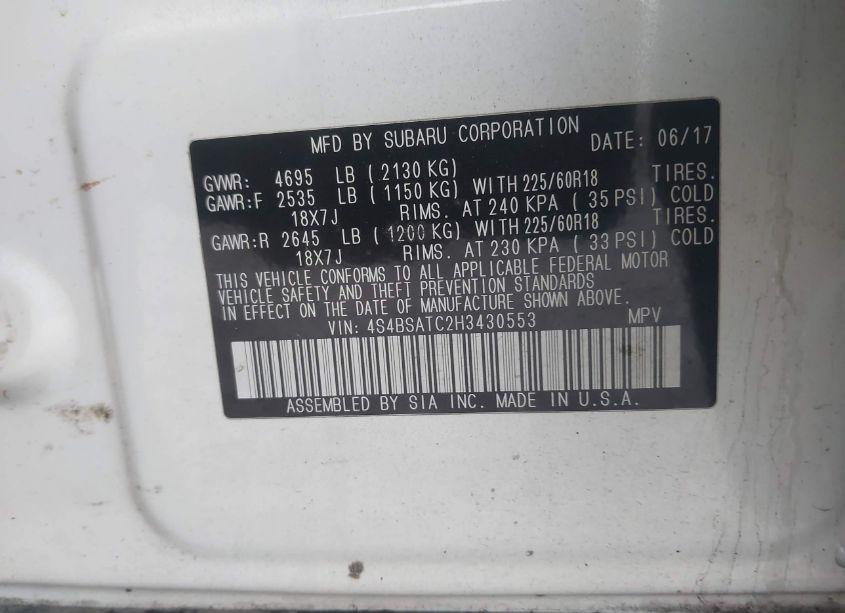 MFD BY SUBARU CORPORATION DATE: 06/17
GVWR: 4695 LB ( 2130 KG)
GAWR:F 2535 LB ( 1150 KG) WITH 225/60R18 TIRES.
18X7J RIMS. AT 240 KPA ( 35 PSI) COLD
GAWR:R 2645 LB ( 1200 KG) WITH 225/60R18 TIRES.
18X7J RIMS. AT 230 KPA ( 33 PSI) COLD
THIS VEHICLE CONFORMS TO ALL APPLICABLE FEDERAL MOTOR
VEHICLE SAFETY AND THEFT PREVENTION STANDARDS
IN EFFECT ON THE DATE OF MANUFACTURE SHOWN ABOVE.
VIN: 4S4BSATC2H3430553 MPV
ASSEMBLED BY SIA INC. MADE IN U.S.A.